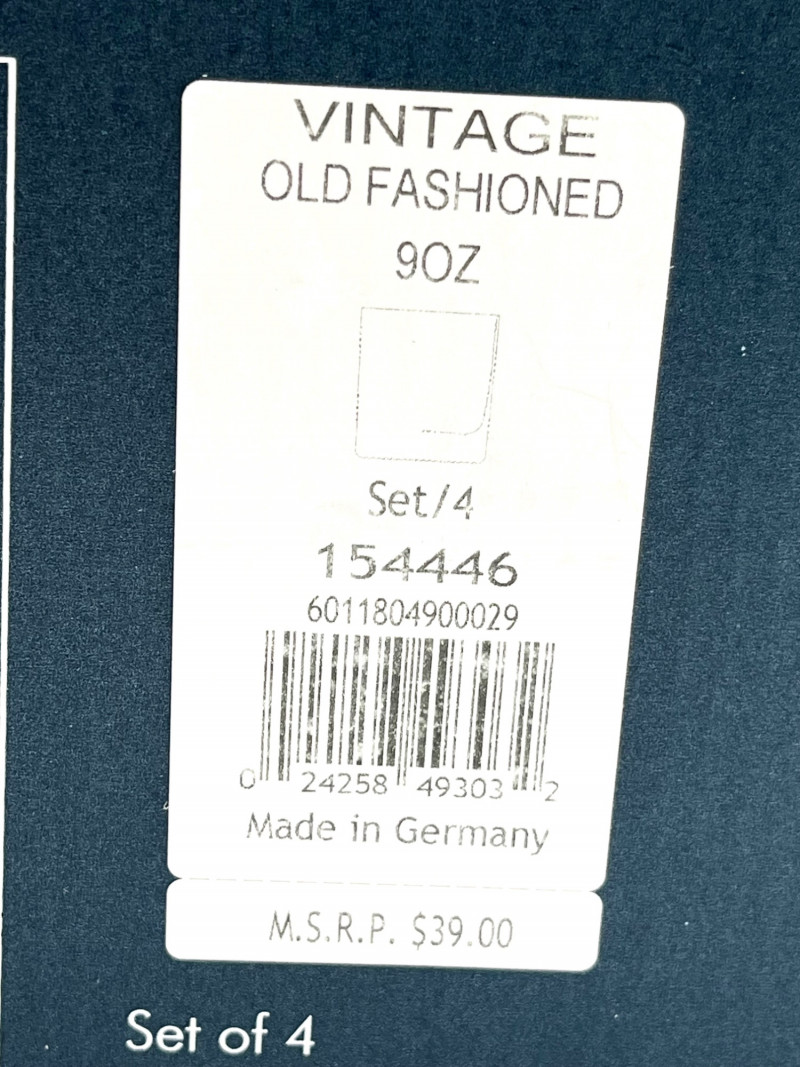 VINTAGE
OLD FASHIONED
9OZ
Set/4
154446
6011804900029
0 24258 49303 2
Made in Germany
M.S.R.P. $39.00
Set of 4